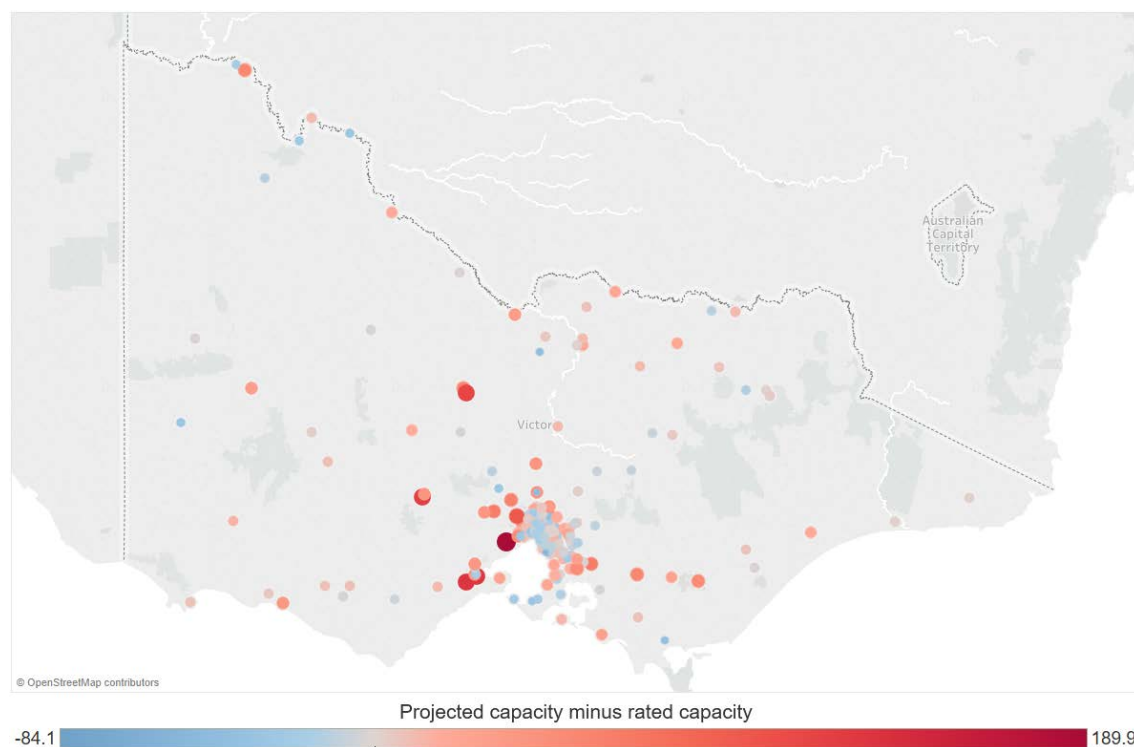 Australian
Capital
Territory
Victor
© OpenStreetMap contributors
Projected capacity minus rated capacity
-84.1
189.9